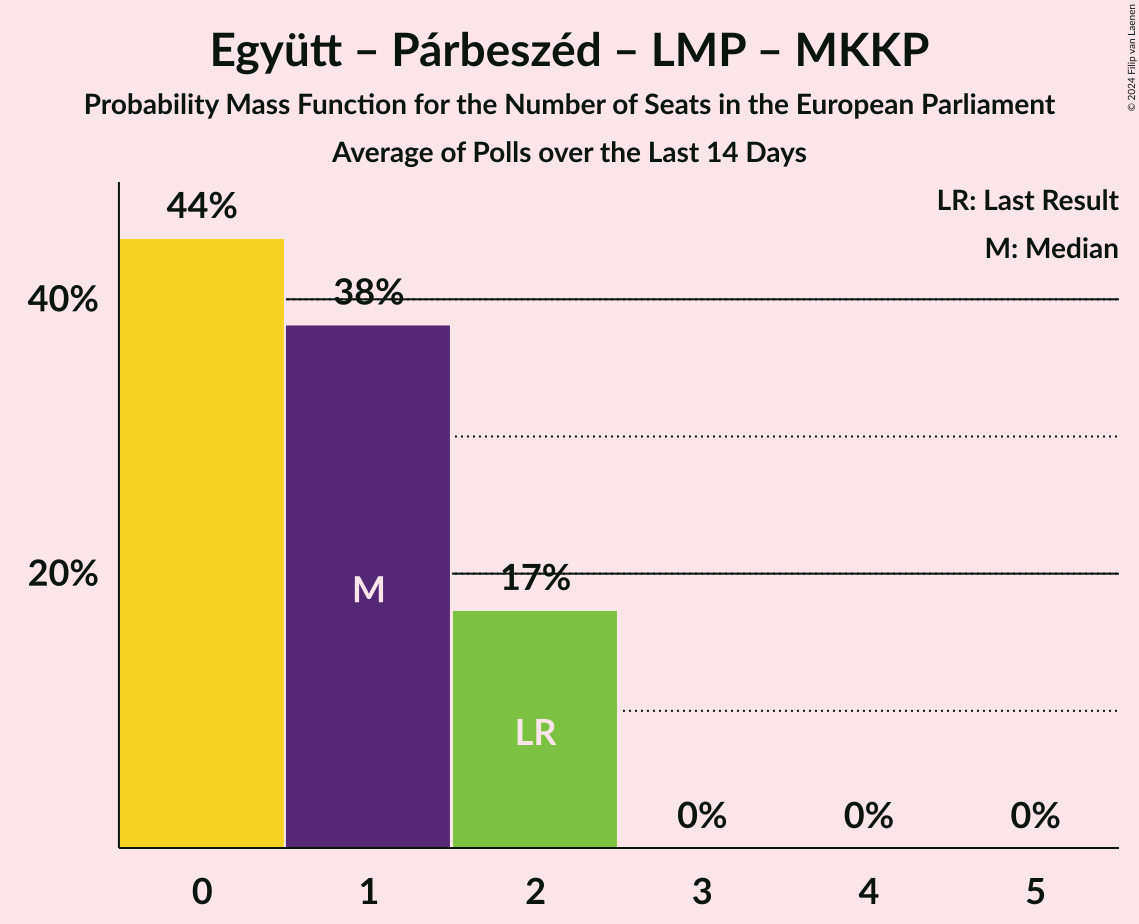 Együtt – Párbeszéd – LMP – MKKP
Probability Mass Function for the Number of Seats in the European Parliament
Average of Polls over the Last 14 Days
© 2024 Filip van Laenen
LR: Last Result
M: Median
44%
40%
38%
20%
17%
M
LR
0%
0%
0%
0
1
2
3
4
5